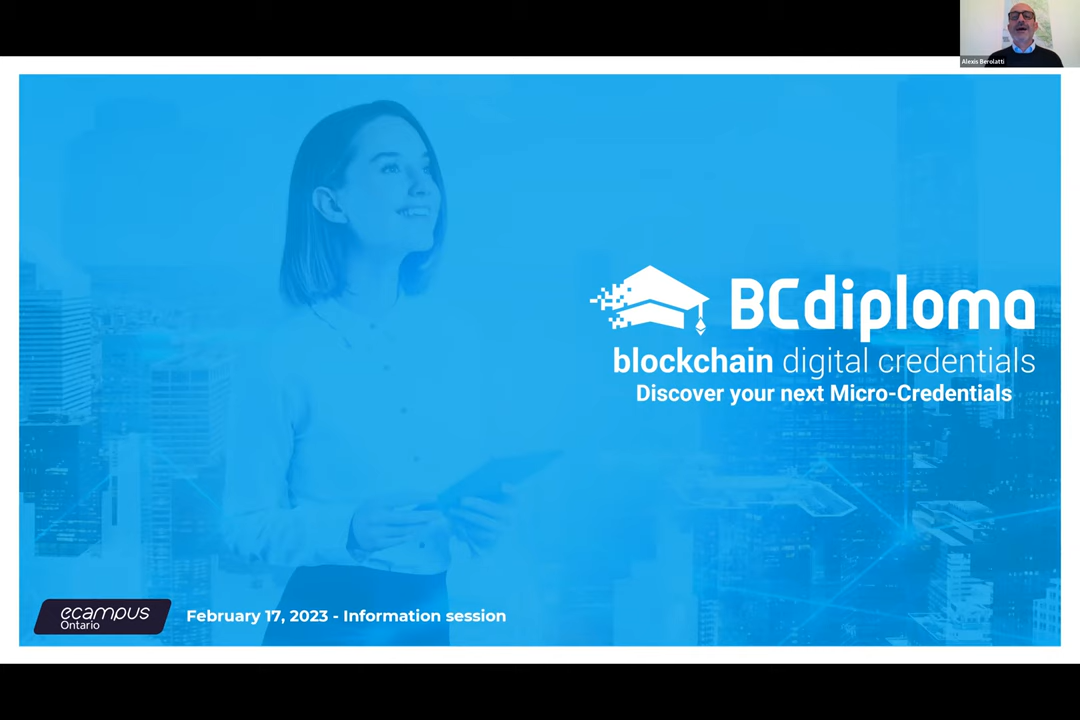 Alexis Berolatti
BCdiploma
blockchain digital credentials
Discover your next Micro-Credentials
ecampus
Ontario
February 17, 2023 - Information session